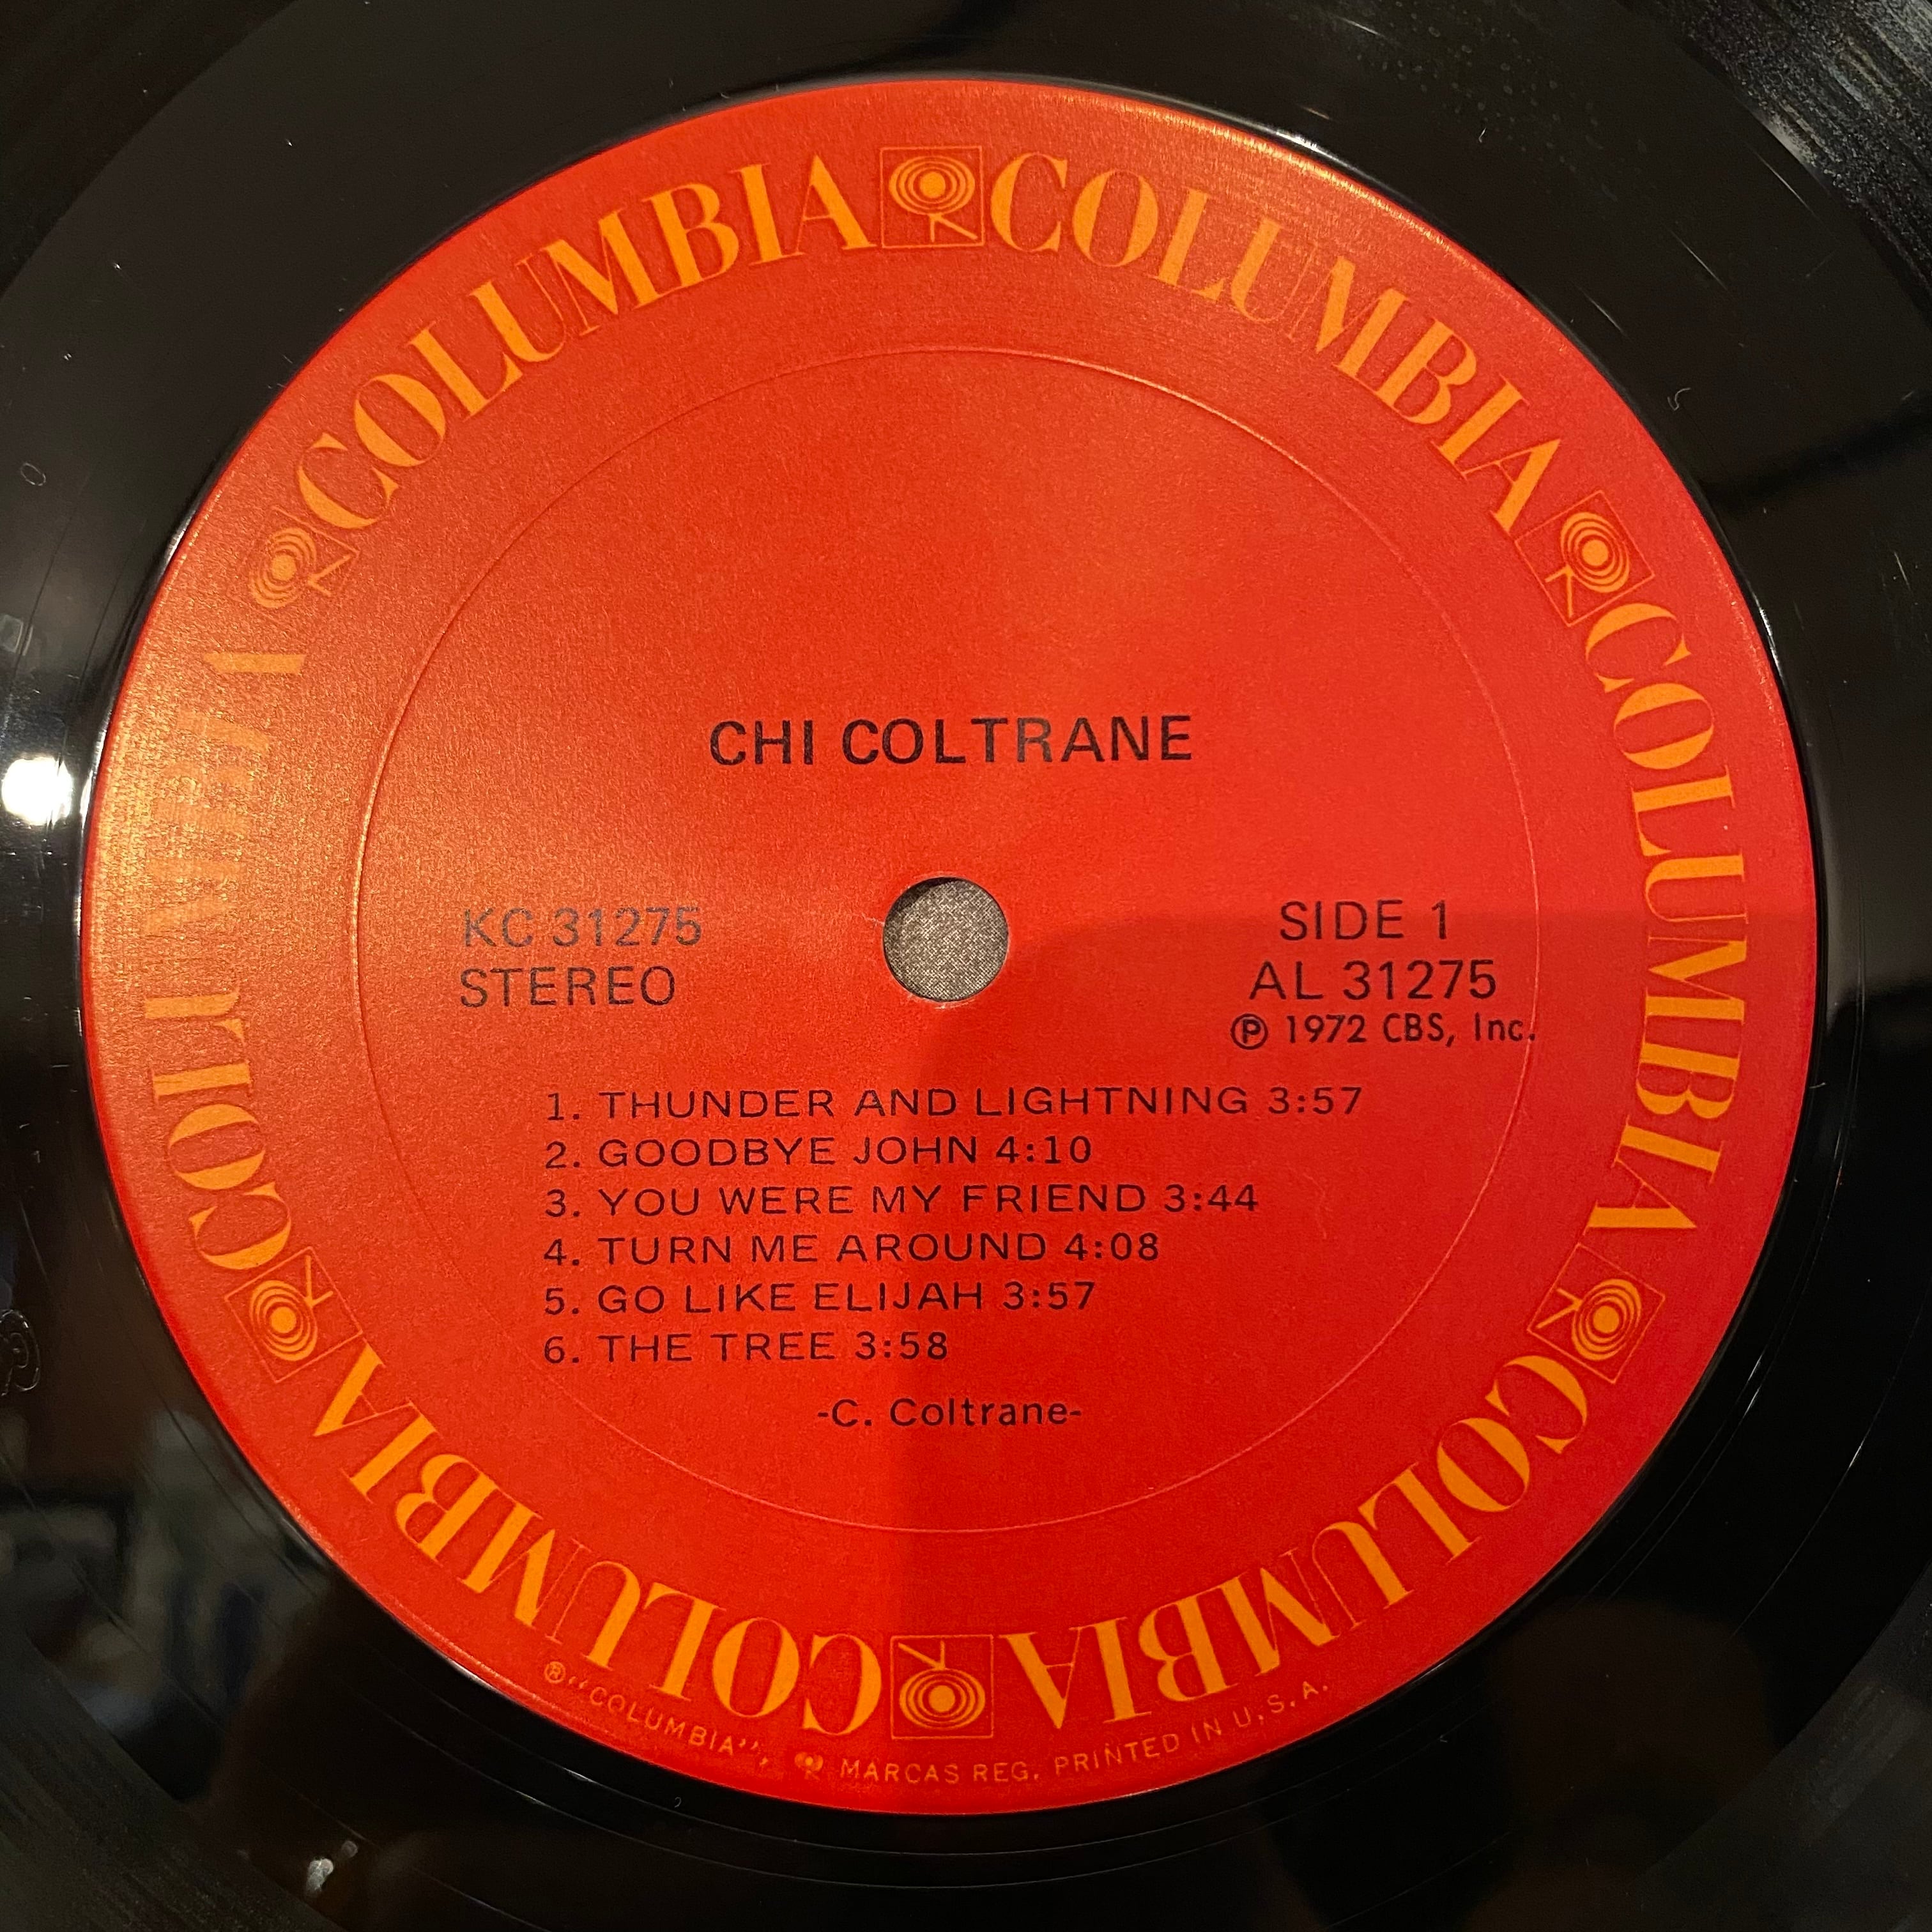 COLUMBIA COLUMBIA COLUMBIA COLUMBIA COLUMBIA COLUMBIA
CHI COLTRANE
KC 31275
STEREO
SIDE 1
AL 31275
Ⓟ 1972 CBS, Inc.
1. THUNDER AND LIGHTNING 3:57
2. GOODBYE JOHN 4:10
3. YOU WERE MY FRIEND 3:44
4. TURN ME AROUND 4:08
5. GO LIKE ELIJAH 3:57
6. THE TREE 3:58
-C. Coltrane-
® "COLUMBIA", MARCAS REG. PRINTED IN U.S.A.